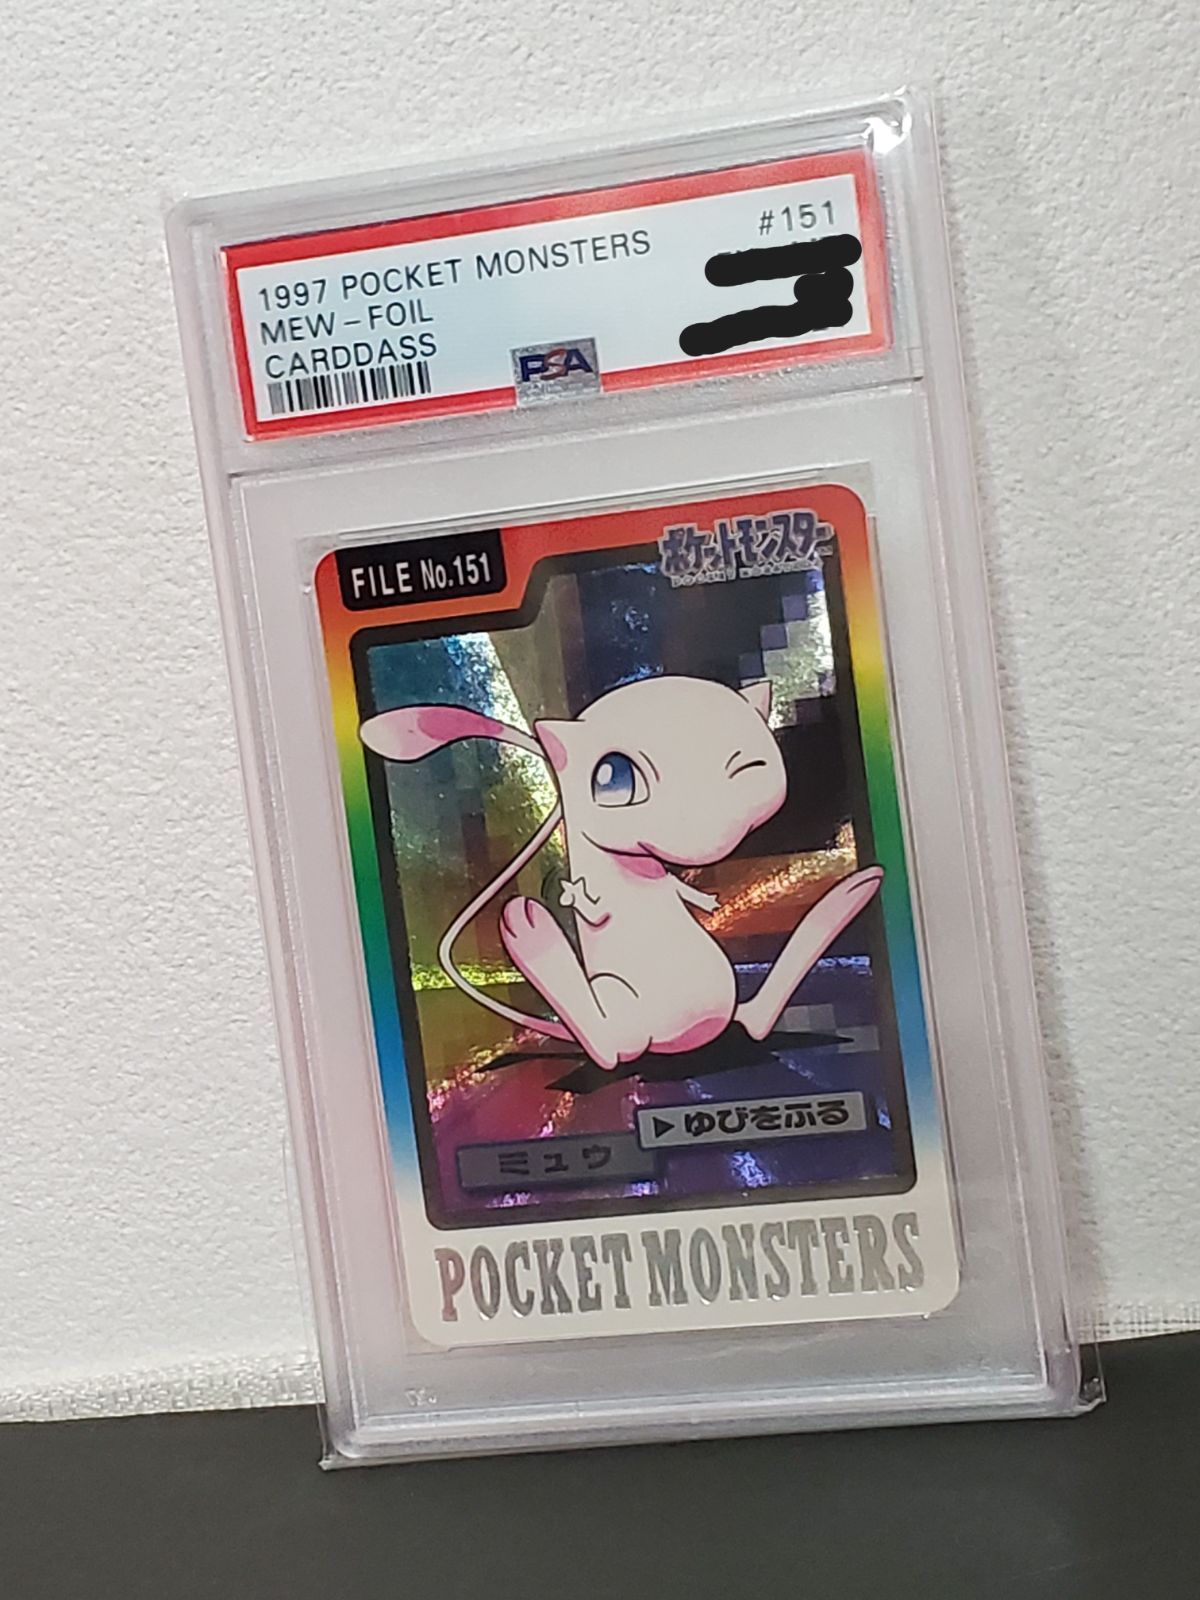 1997 POCKET MONSTERS
#151
MEW-FOIL
CARDDASS
PSA
FILE No.151
ポケットモンスター
ゆびをふる
ミュウ
POCKET MONSTERS